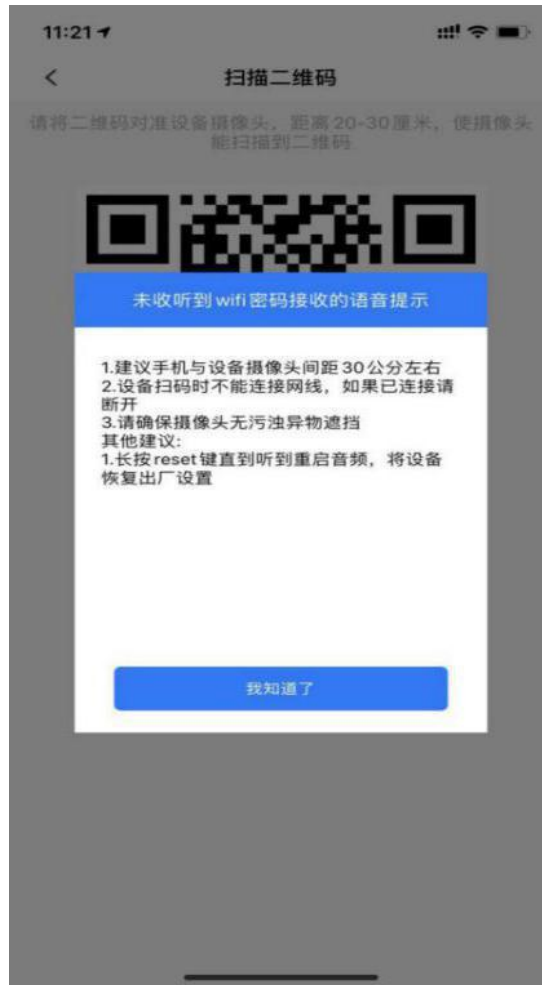 11:21
扫描二维码
请将二维码对准设备摄像头，距离20-30厘米，使摄像头
能扫描到二维码
未收听到wifi密码接收的语音提示
1.建议手机与设备摄像头间距30公分左右
2.设备扫码时不能连接网线，如果已连接请
断开
3.请确保摄像头无污浊异物遮挡
其他建议:
1.长按reset键直到听到重启音频，将设备
恢复出厂设置
我知道了